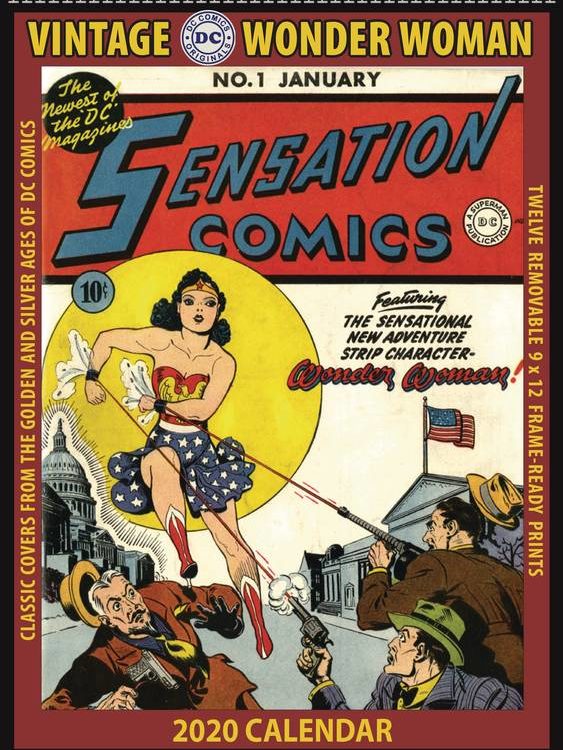 VINTAGE DC COMICS DC ORIGINALS WONDER WOMAN
NO.1 JANUARY
The
Newest of
the "DC"
Magazines
SENSATION
COMICS
A SUPERMAN
DC
PUBLICATION
10¢
Featuring
THE SENSATIONAL
NEW ADVENTURE
STRIP CHARACTER-
Wonder Woman!
CLASSIC COVERS FROM THE GOLDEN AND SILVER AGES OF DC COMICS
TWELVE REMOVABLE 9 x 12 FRAME-READY PRINTS
2020 CALENDAR